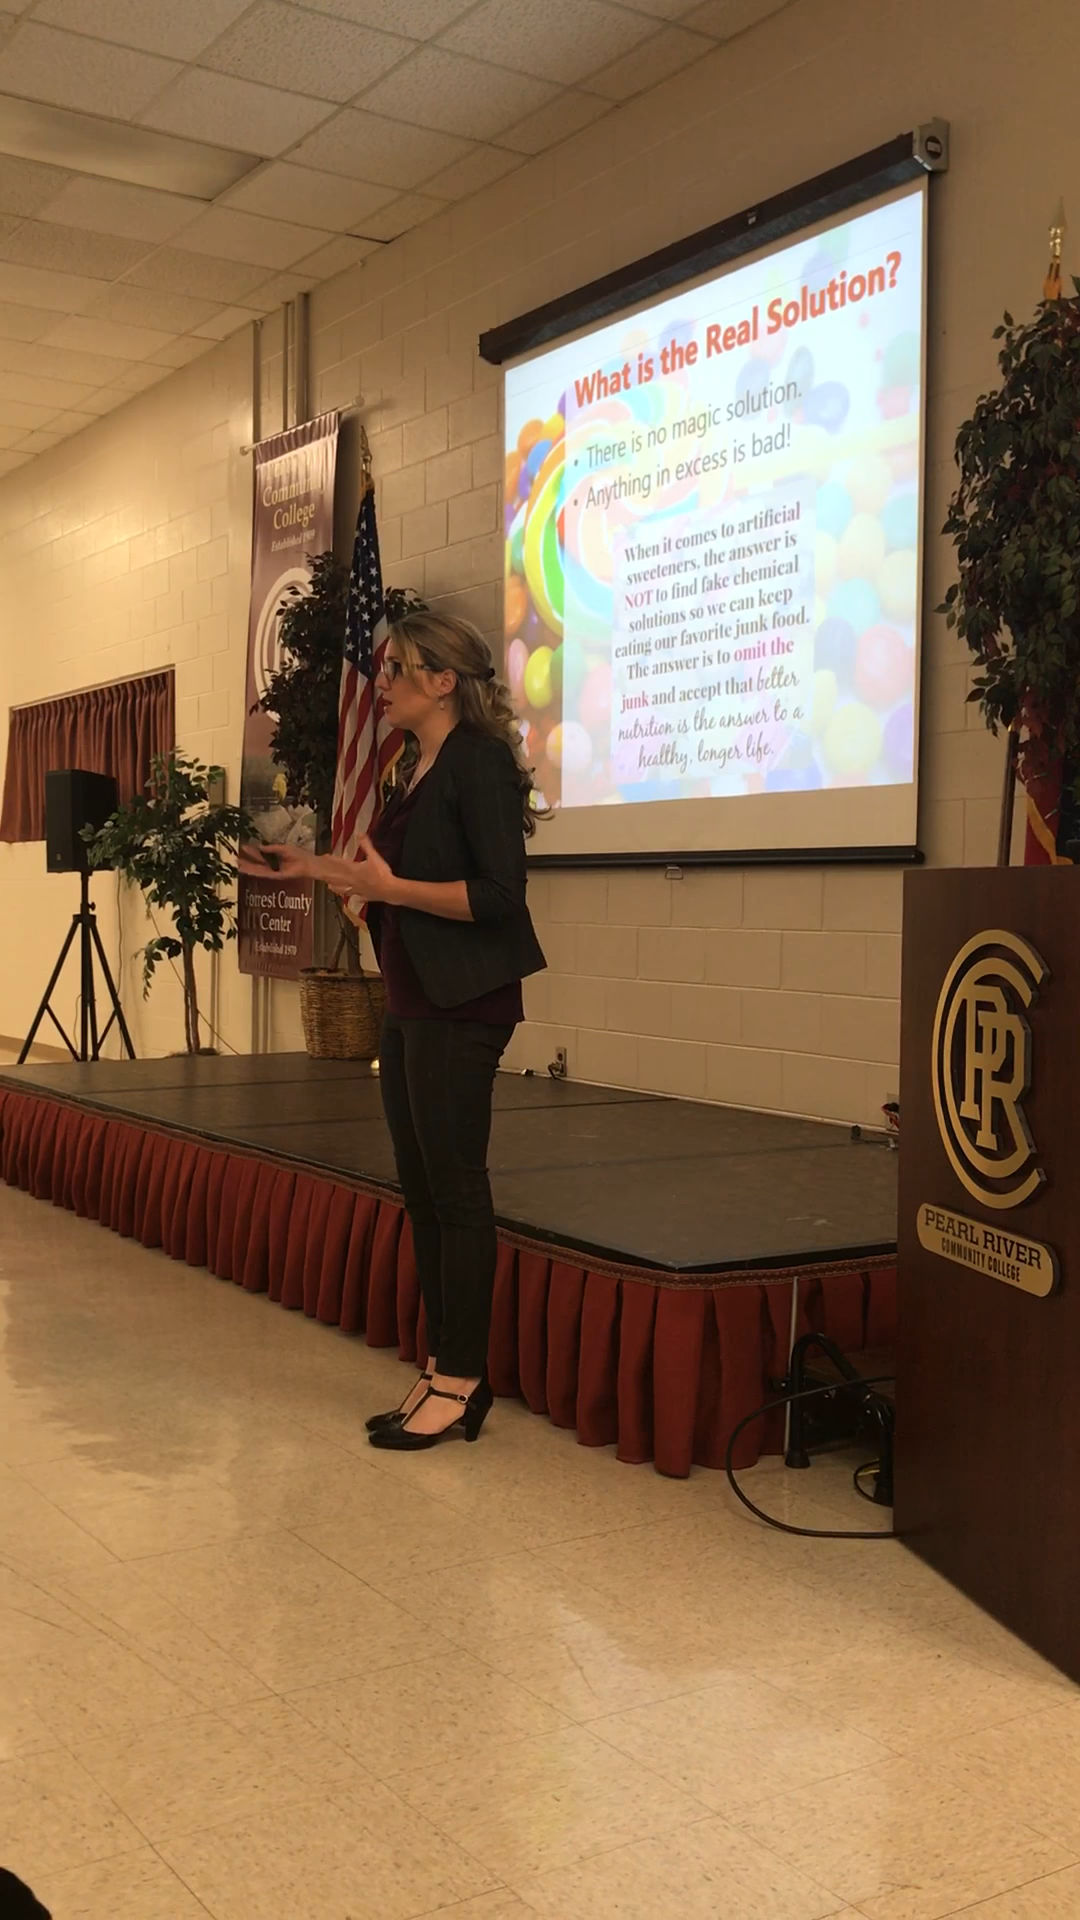 What is the Real Solution?
• There is no magic solution.
• Anything in excess is bad!
When it comes to artificial
sweeteners, the answer is
NOT to find fake chemical
solutions so we can keep
eating our favorite junk food.
The answer is to omit the
junk and accept that better
nutrition is the answer to a
healthy, longer life.
Community
College
Established 1909
Forrest County
Center
Established 1970
PR
PEARL RIVER
COMMUNITY COLLEGE